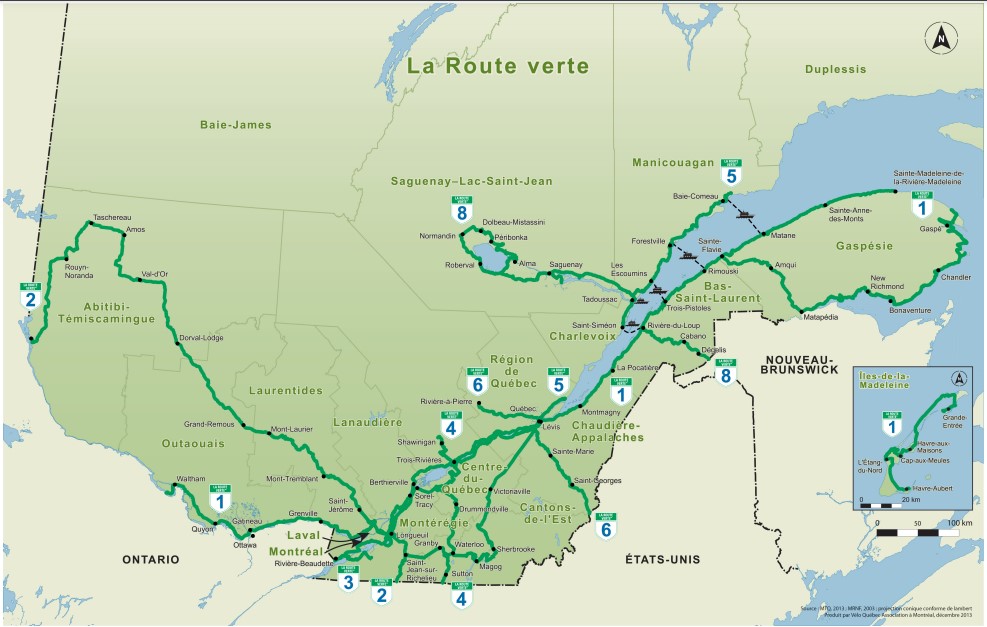 La Route verte
N
Duplessis
Baie-James
Manicouagan
5
Sainte-Madeleine-de-
la-Rivière-Madeleine
Saguenay–Lac-Saint-Jean
Baie-Comeau
8
1
Taschereau
Dolbeau-Mistassini
Sainte-Anne-
des-Monts
Amos
Normandin
Péribonka
Forestville
Sainte-
Flavie
Matane
Gaspé
Gaspésie
Rouyn-
Noranda
Val-d'Or
Roberval
Alma
Saguenay
Les
Escoumins
Rimouski
Amqui
New
Richmond
Chandler
2
Bas-
Saint-Laurent
Abitibi-
Témiscamingue
Tadoussac
Trois-Pistoles
Matapédia
Bonaventure
Saint-Siméon
Rivière-du-Loup
Charlevoix
Dorval-Lodge
Cabano
Dégelis
Région
de
Québec
NOUVEAU-
BRUNSWICK
La Pocatière
8
6
5
1
Laurentides
Rivière-à-Pierre
Québec
Montmagny
Îles-de-la-
Madeleine
1
Grande-
Entrée
Grand-Remous
Mont-Laurier
Lanaudière
4
Lévis
Chaudière-
Appalaches
Outaouais
Shawinigan
Trois-Rivières
Sainte-Marie
Havre-aux-
Maisons
L'Étang-
du-Nord
Cap-aux-Meules
Waltham
Mont-Tremblant
Berthierville
Centre-
du-
Québec
Saint-Georges
Havre-Aubert
0 20 km
1
Sorel-
Tracy
Victoriaville
Saint-
Jérôme
Drummondville
Cantons-
de-l'Est
6
0 50 100 km
Quyon
Gatineau
Grenville
Montérégie
Ottawa
Laval
Longueuil
Montréal
Granby
Waterloo
Sherbrooke
ONTARIO
Rivière-Beaudette
Saint-
Jean-sur-
Richelieu
Sutton
Magog
ÉTATS-UNIS
3
2
4
Source : MTQ, 2013 ; MRNF, 2003 ; projection conique conforme de lambert
Produit par Vélo Québec Association à Montréal, décembre 2013